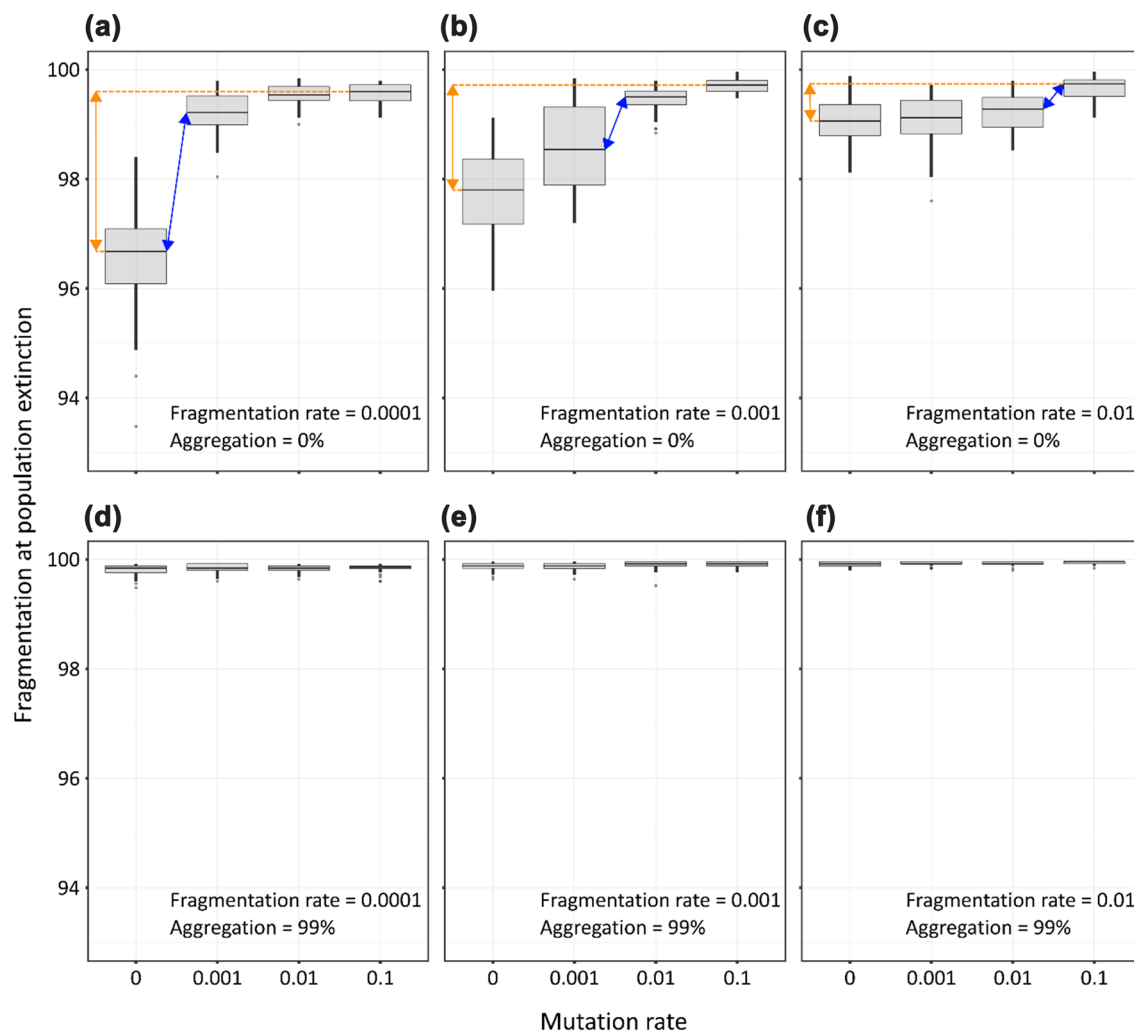 (a)
(b)
(c)
Fragmentation at population extinction
100
98
96
94
Fragmentation rate = 0.0001
Aggregation = 0%
Fragmentation rate = 0.001
Aggregation = 0%
Fragmentation rate = 0.01
Aggregation = 0%
(d)
(e)
(f)
100
98
96
94
Fragmentation rate = 0.0001
Aggregation = 99%
Fragmentation rate = 0.001
Aggregation = 99%
Fragmentation rate = 0.01
Aggregation = 99%
0 0.001 0.01 0.1
0 0.001 0.01 0.1
0 0.001 0.01 0.1
Mutation rate